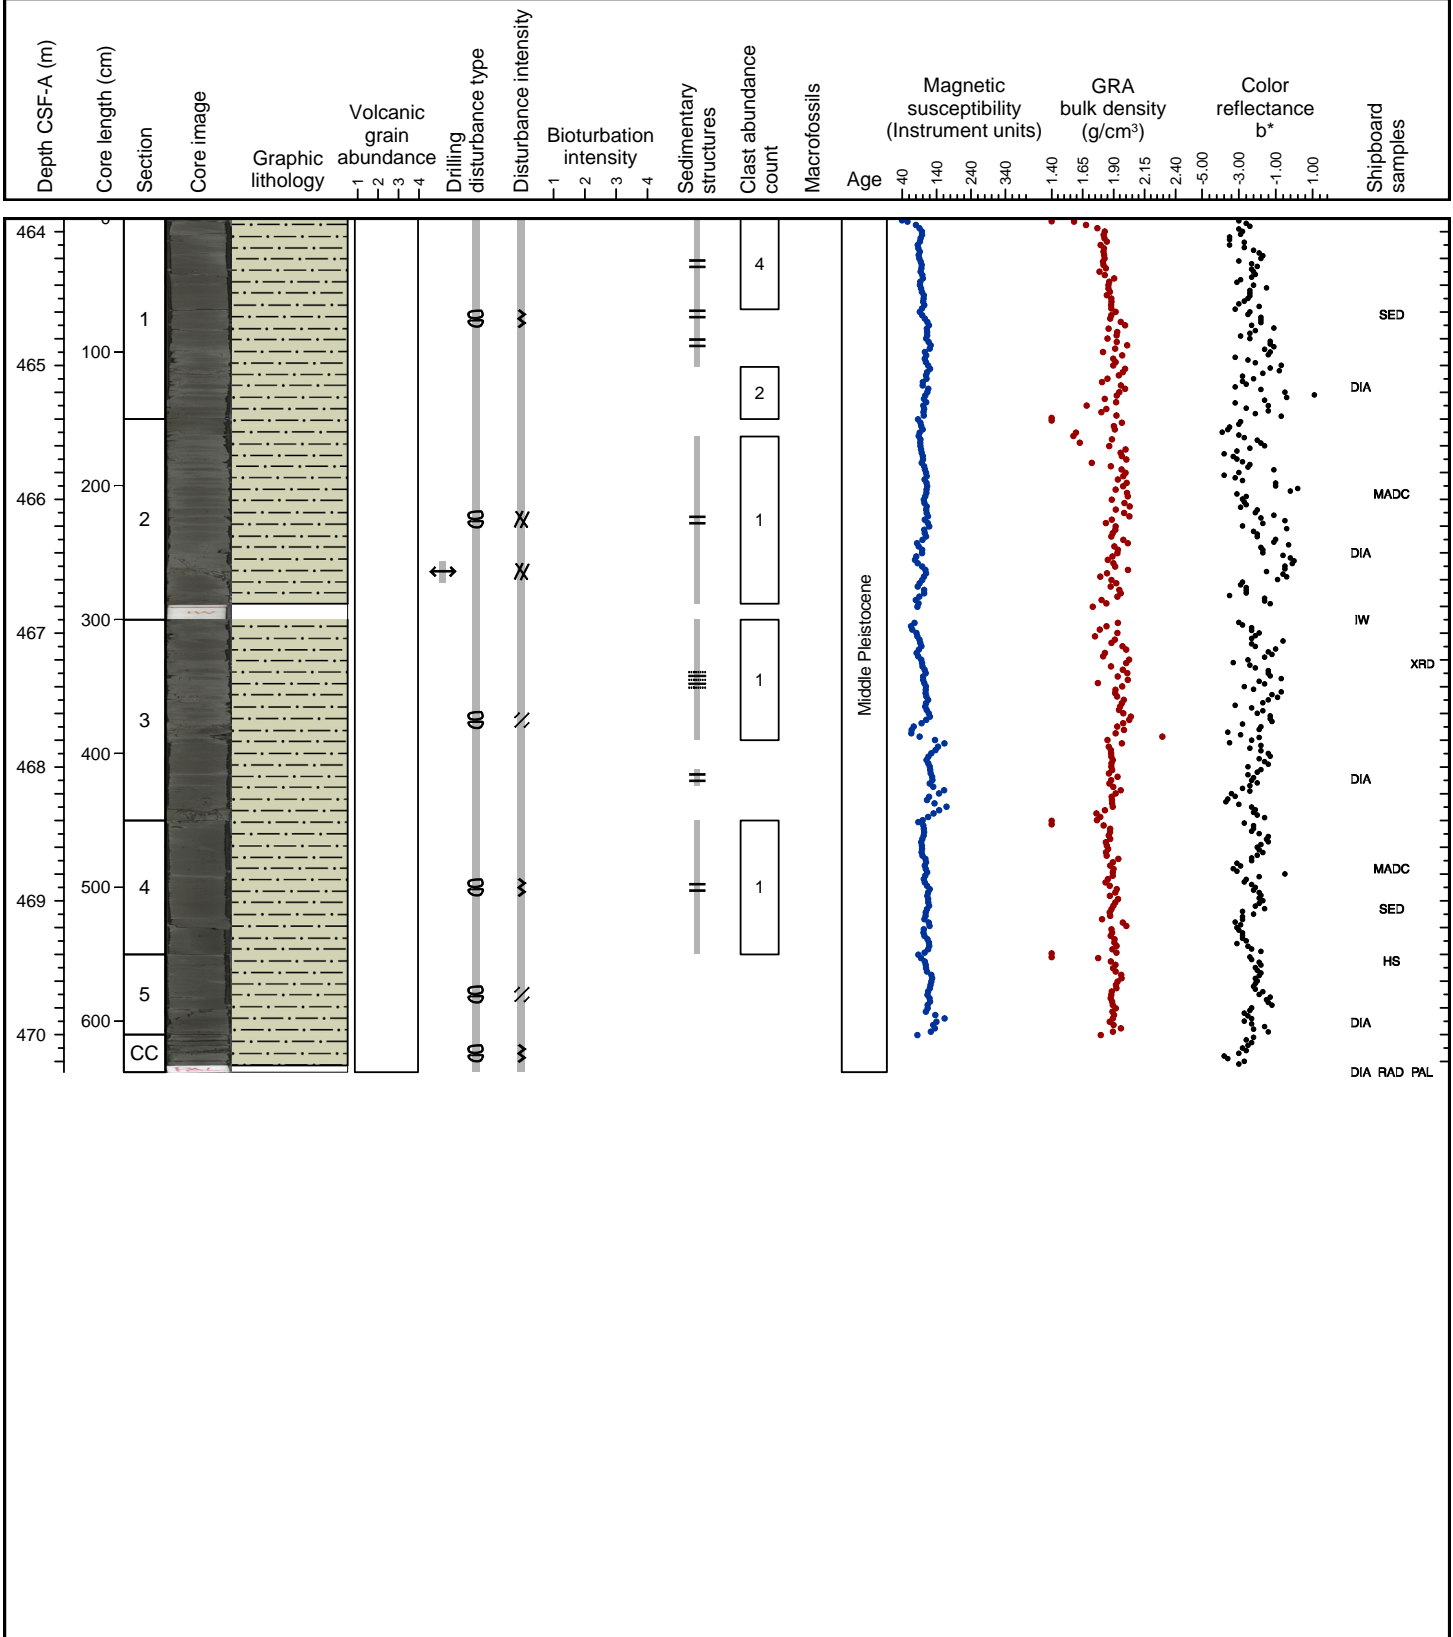 Depth CSF-A (m)
Core length (cm)
Section
Core image
Graphic
lithology
Volcanic
grain
abundance
1 2 3 4
Drilling
disturbance type
Disturbance intensity
Bioturbation
intensity
1 2 3 4
Sedimentary
structures
Clast abundance
count
Macrofossils
Age
Magnetic
susceptibility
(Instrument units)
40 140 240 340
GRA
bulk density
(g/cm³)
1.40 1.65 1.90 2.15 2.40
Color
reflectance
b*
-5.00 -3.00 -1.00 1.00
Shipboard
samples
464
4
1
SED
100
465
DIA
2
200
466
MADC
2
1
DIA
Middle Pleistocene
IW
300
467
XRD
1
3
400
468
DIA
MADC
500
4
1
469
SED
HS
5
600
DIA
470
CC
DIA RAD PAL